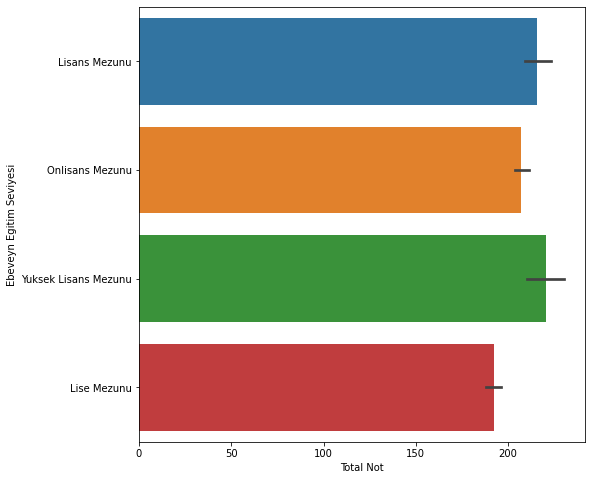 Lisans Mezunu
Onlisans Mezunu
Yuksek Lisans Mezunu
Lise Mezunu
Ebeveyn Egitim Seviyesi
0 50 100 150 200
Total Not